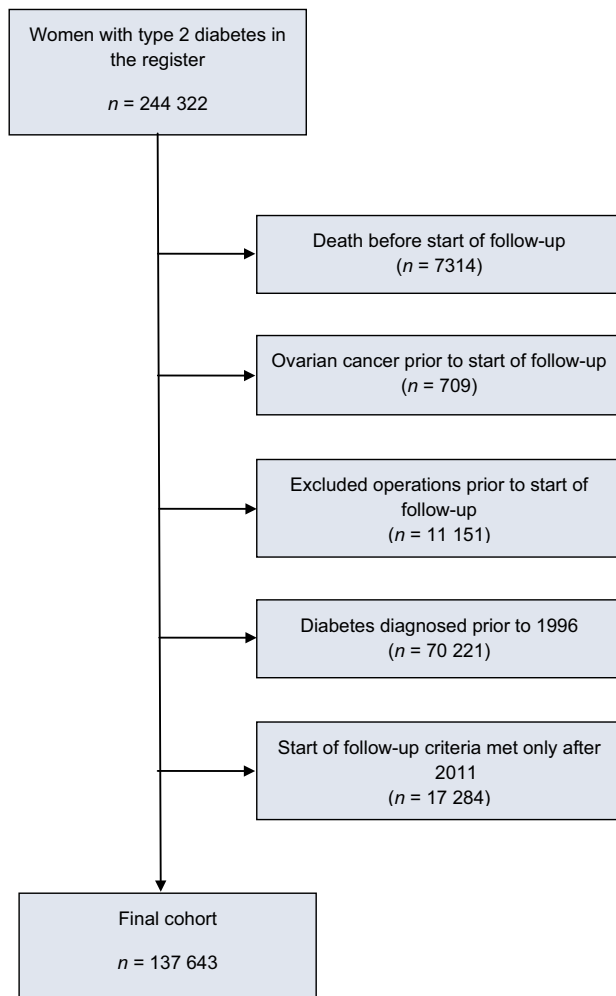 Women with type 2 diabetes in
the register
n = 244 322
Death before start of follow-up
(n = 7314)
Ovarian cancer prior to start of follow-up
(n = 709)
Excluded operations prior to start of
follow-up
(n = 11 151)
Diabetes diagnosed prior to 1996
(n = 70 221)
Start of follow-up criteria met only after
2011
(n = 17 284)
Final cohort
n = 137 643